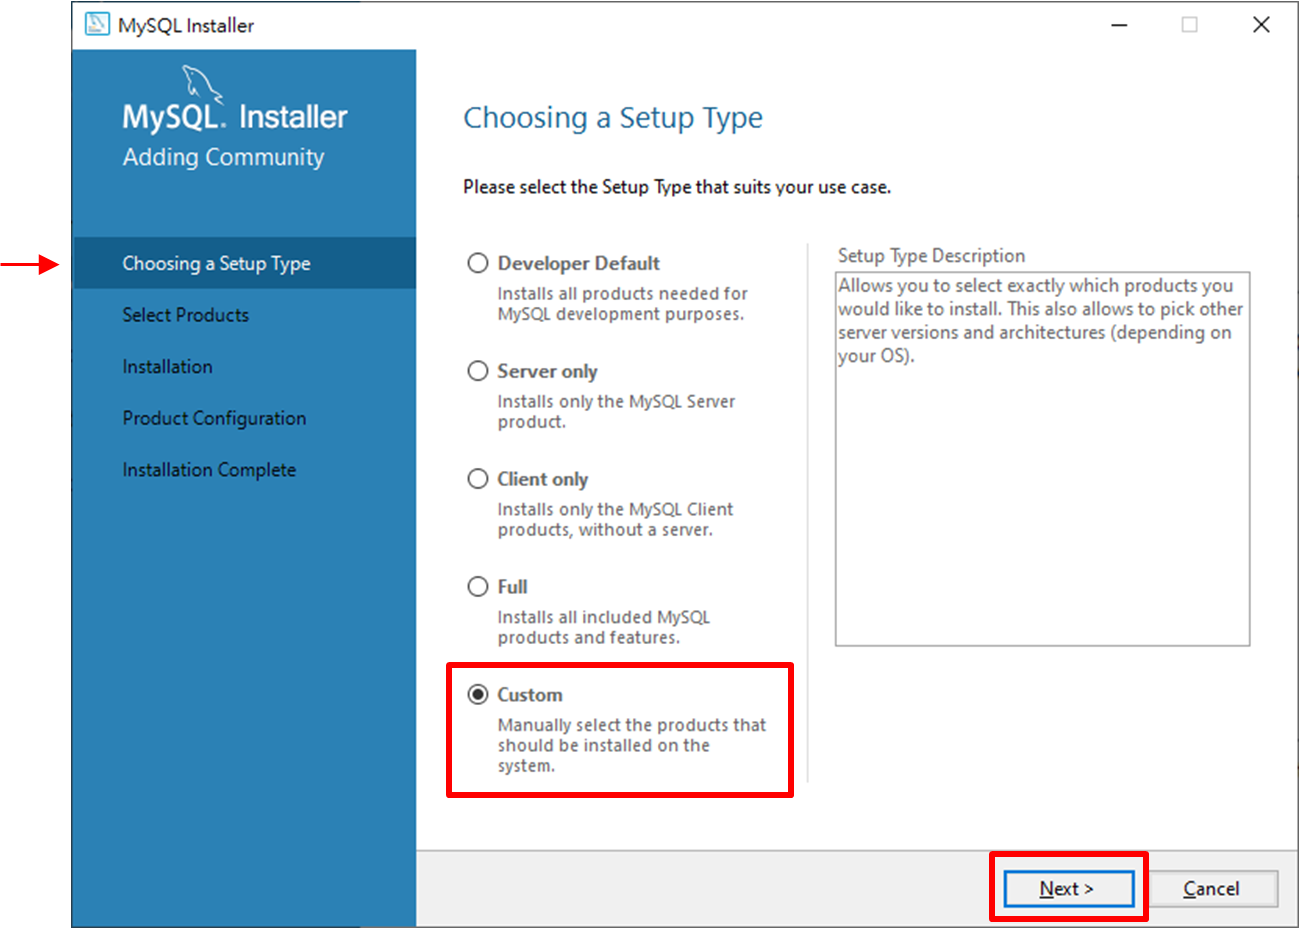 MySQL Installer
MySQL. Installer
Adding Community
Choosing a Setup Type
Select Products
Installation
Product Configuration
Installation Complete
Choosing a Setup Type
Please select the Setup Type that suits your use case.
Developer Default
Installs all products needed for
MySQL development purposes.
Server only
Installs only the MySQL Server
product.
Client only
Installs only the MySQL Client
products, without a server.
Full
Installs all included MySQL
products and features.
Custom
Manually select the products that
should be installed on the
system.
Setup Type Description
Allows you to select exactly which products you
would like to install. This also allows to pick other
server versions and architectures (depending on
your OS).
Next >
Cancel